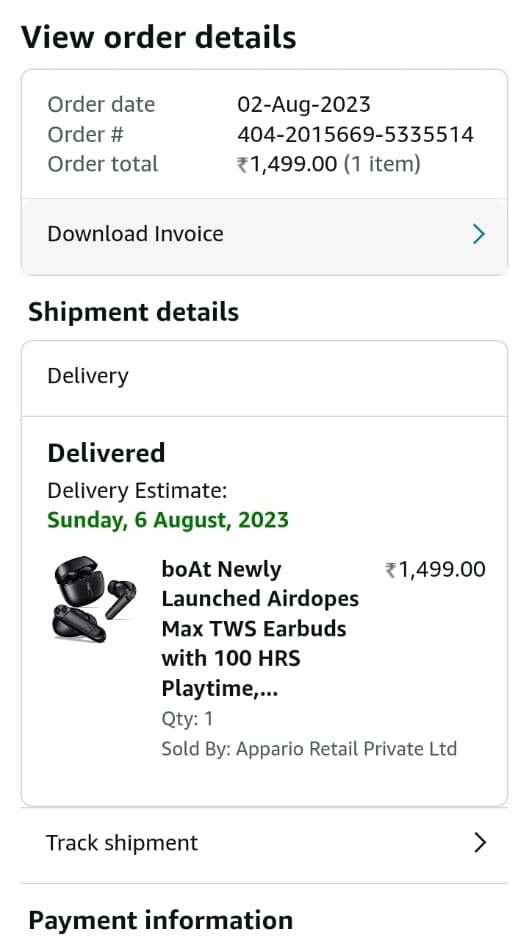 View order details
Order date 02-Aug-2023
Order # 404-2015669-5335514
Order total ₹1,499.00 (1 item)
Download Invoice
Shipment details
Delivery
Delivered
Delivery Estimate:
Sunday, 6 August, 2023
boAt Newly ₹1,499.00
Launched Airdopes
Max TWS Earbuds
with 100 HRS
Playtime,...
Qty: 1
Sold By: Appario Retail Private Ltd
Track shipment
Payment information